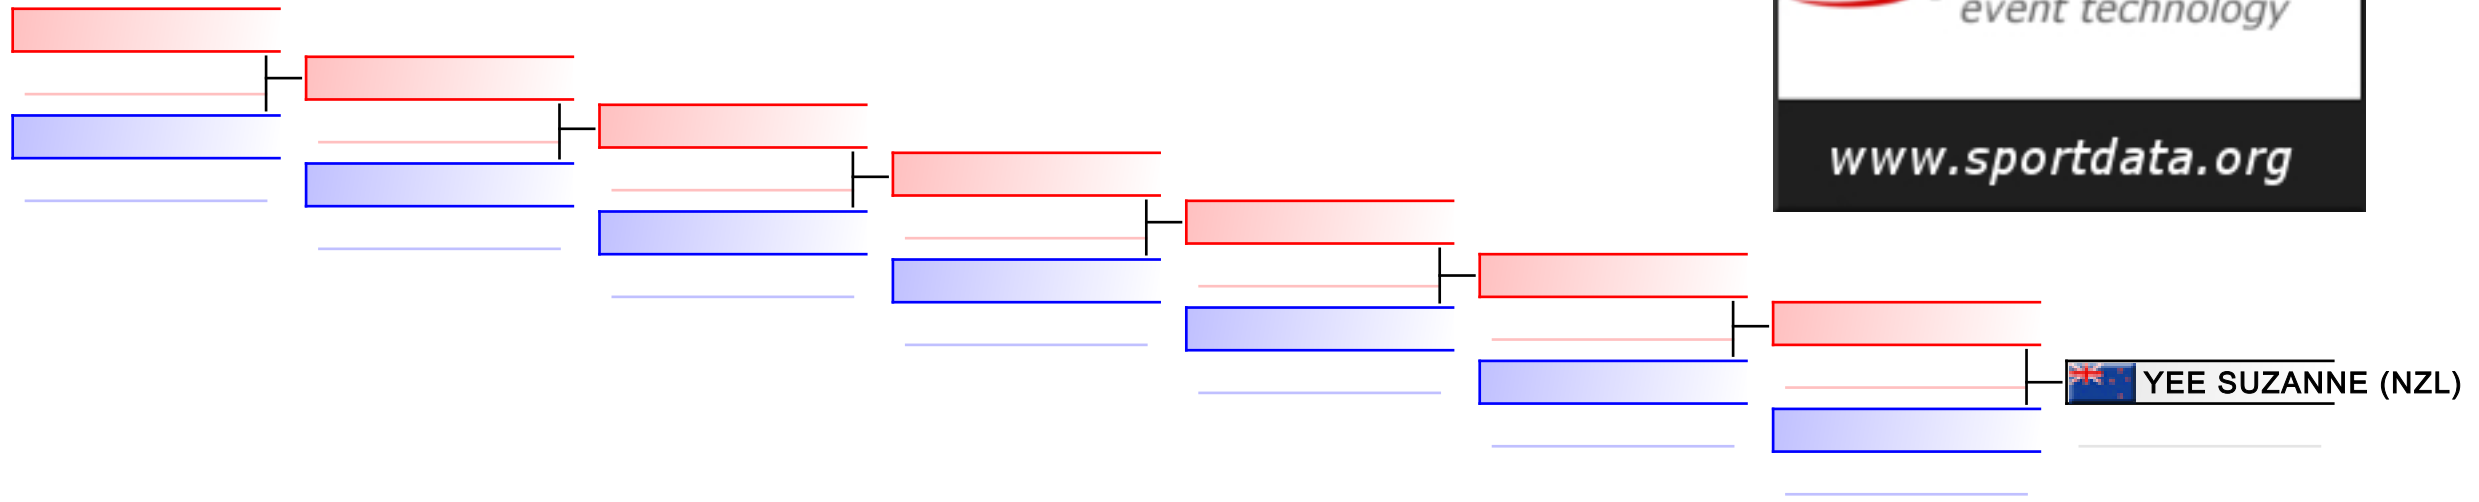 event technology
www.sportdata.org
YEE SUZANNE (NZL)